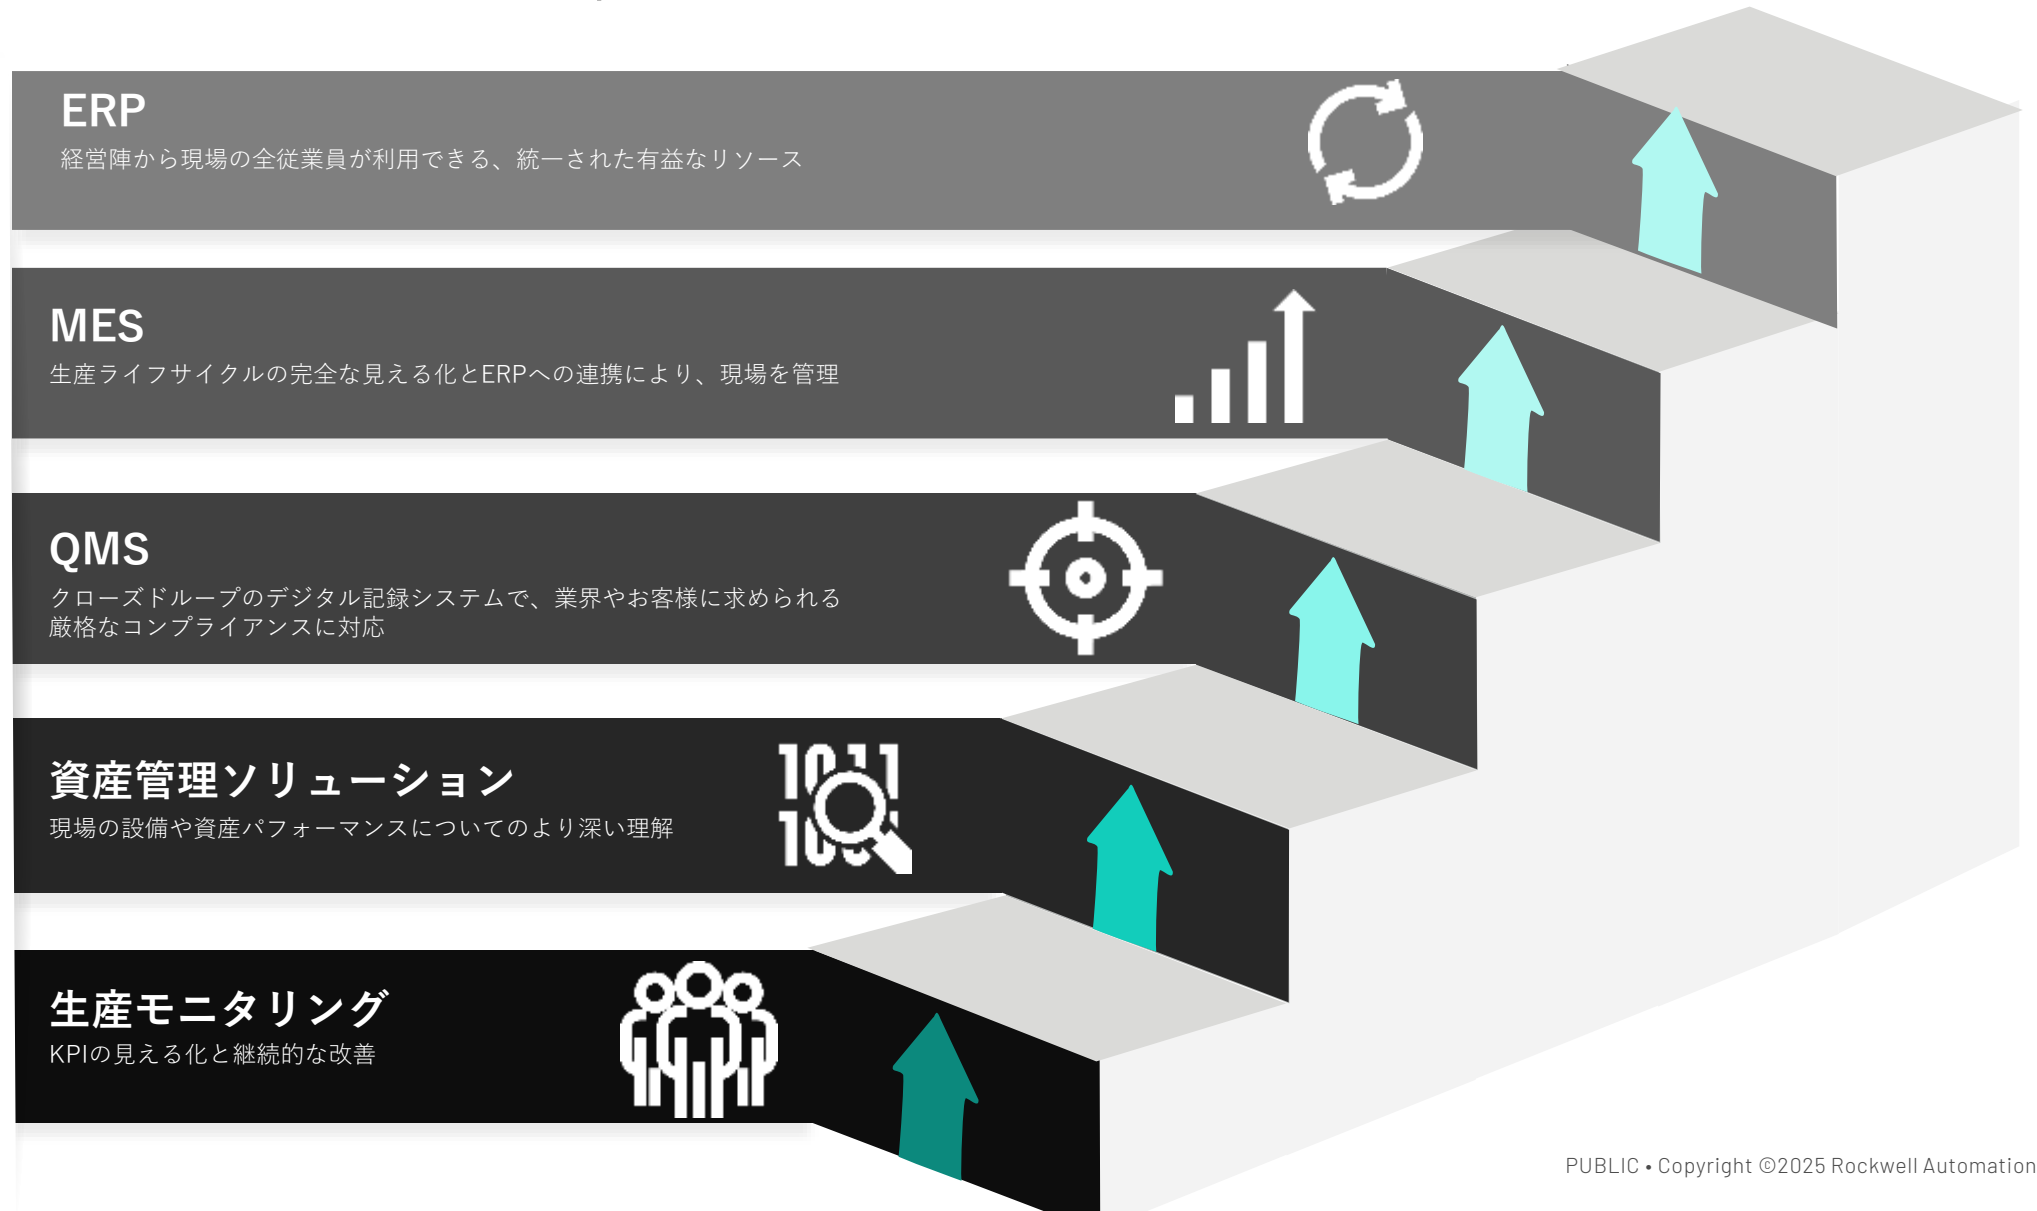 ERP
経営陣から現場の全従業員が利用できる、統一された有益なリソース
MES
生産ライフサイクルの完全な見える化とERPへの連携により、現場を管理
QMS
クローズドループのデジタル記録システムで、業界やお客様に求められる
厳格なコンプライアンスに対応
資産管理ソリューション
現場の設備や資産パフォーマンスについてのより深い理解
生産モニタリング
KPIの見える化と継続的な改善
PUBLIC • Copyright ©2025 Rockwell Automation